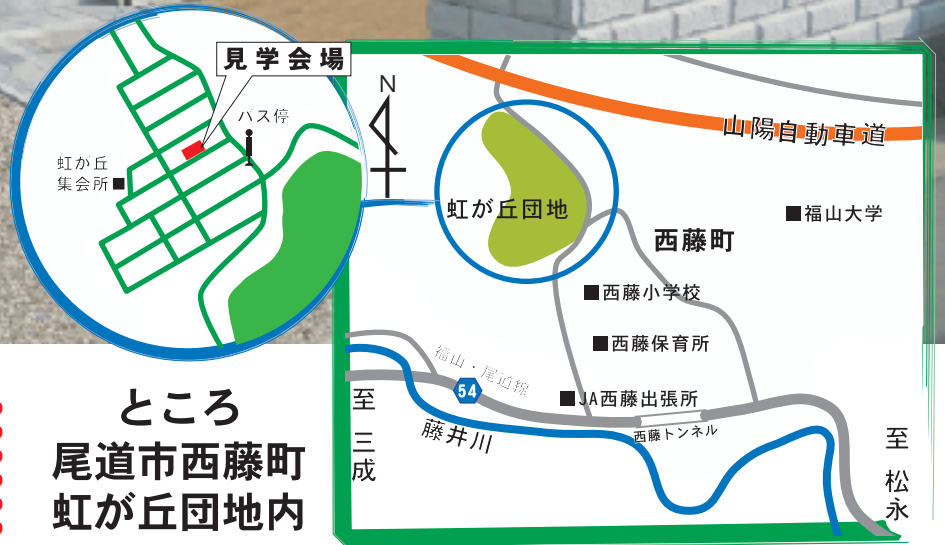 見学会場
バス停
虹が丘
集会所
N
山陽自動車道
虹が丘団地
福山大学
西藤町
西藤小学校
西藤保育所
福山・尾道線
54
JA西藤出張所
西藤トンネル
藤井川
至 三成
至 松永
ところ
尾道市西藤町
虹が丘団地内